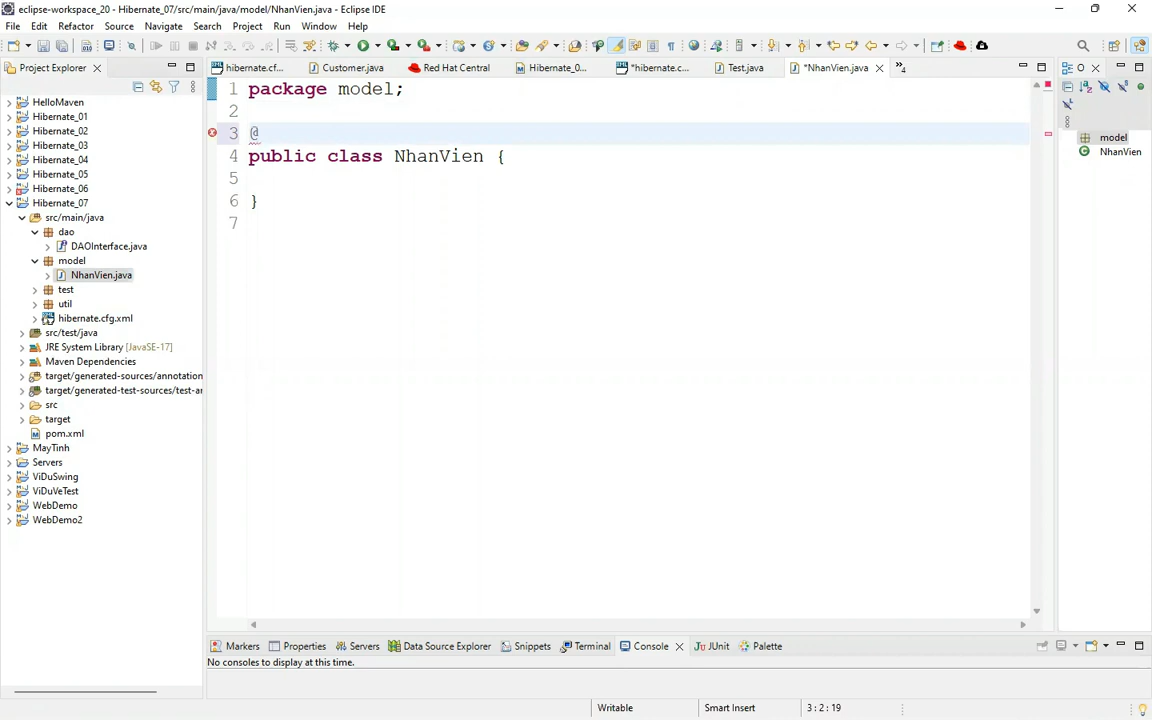 eclipse-workspace_20 - Hibernate_07/src/main/java/model/NhanVien.java - Eclipse IDE
File Edit Source Refactor Navigate Search Project Run Window Help
Project Explorer
hibernate.cf... Customer.java Red Hat Central Hibernate_0... *hibernate.c... Test.java *NhanVien.java »4 O
HelloMaven
Hibernate_01
Hibernate_02
Hibernate_03
Hibernate_04
Hibernate_05
Hibernate_06
Hibernate_07
src/main/java
dao
DAOInterface.java
model
NhanVien.java
test
util
hibernate.cfg.xml
src/test/java
JRE System Library [JavaSE-17]
Maven Dependencies
target/generated-sources/annotation
target/generated-test-sources/test-ar
src
target
pom.xml
MayTinh
Servers
ViDuSwing
ViDuVeTest
WebDemo
WebDemo2
1 package model;
2
3 @
4 public class NhanVien {
5
6 }
7
model
NhanVien
Markers Properties Servers Data Source Explorer Snippets Terminal Console JUnit Palette
No consoles to display at this time.
Writable Smart Insert 3 : 2 : 19